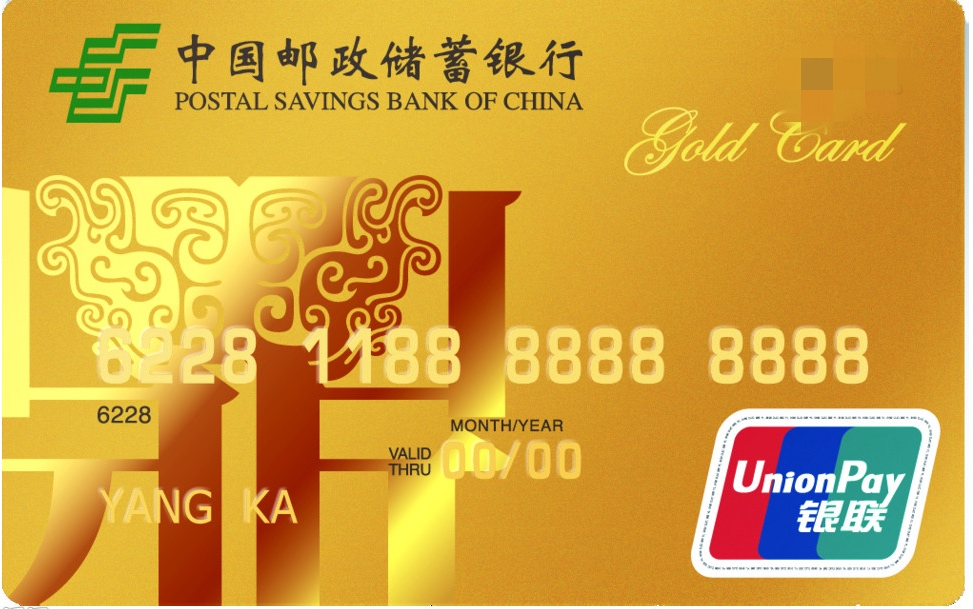 中国邮政储蓄银行
POSTAL SAVINGS BANK OF CHINA
Gold Card
6228 1188 8888 8888
6228
MONTH/YEAR
VALID
THRU
00/00
YANG KA
UnionPay
银联